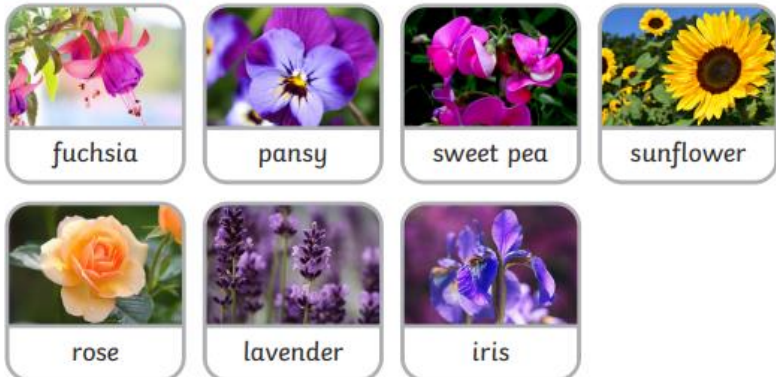 fuchsia
pansy
sweet pea
sunflower
rose
lavender
iris